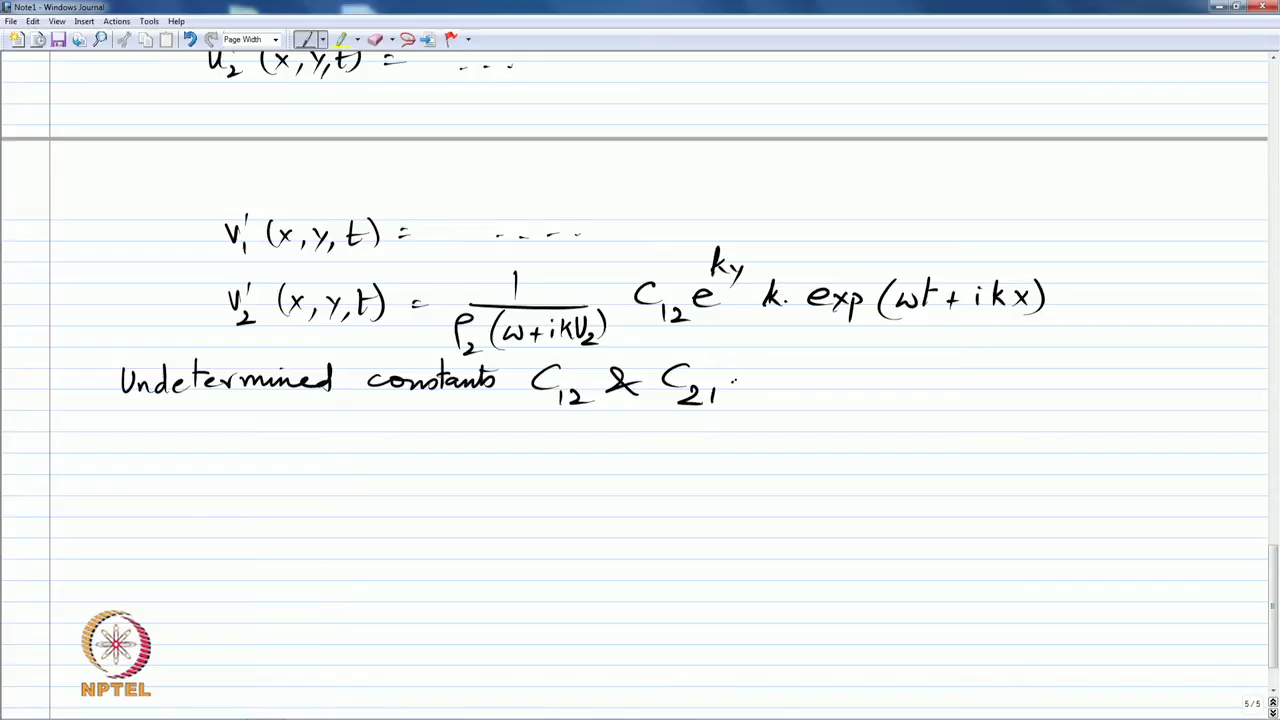 Note1 - Windows Journal
File Edit View Insert Actions Tools Help
Page Width
u₂' (x, y, t) = ....
v₁' (x, y, t) = ....
v₂' (x, y, t) = 1 / ρ₂ (ω + ikU₂) C₁₂ e^{ky} k. exp (ωt + ikx)
Undetermined constants C₁₂ & C₂₁.
NPTEL
5 / 5